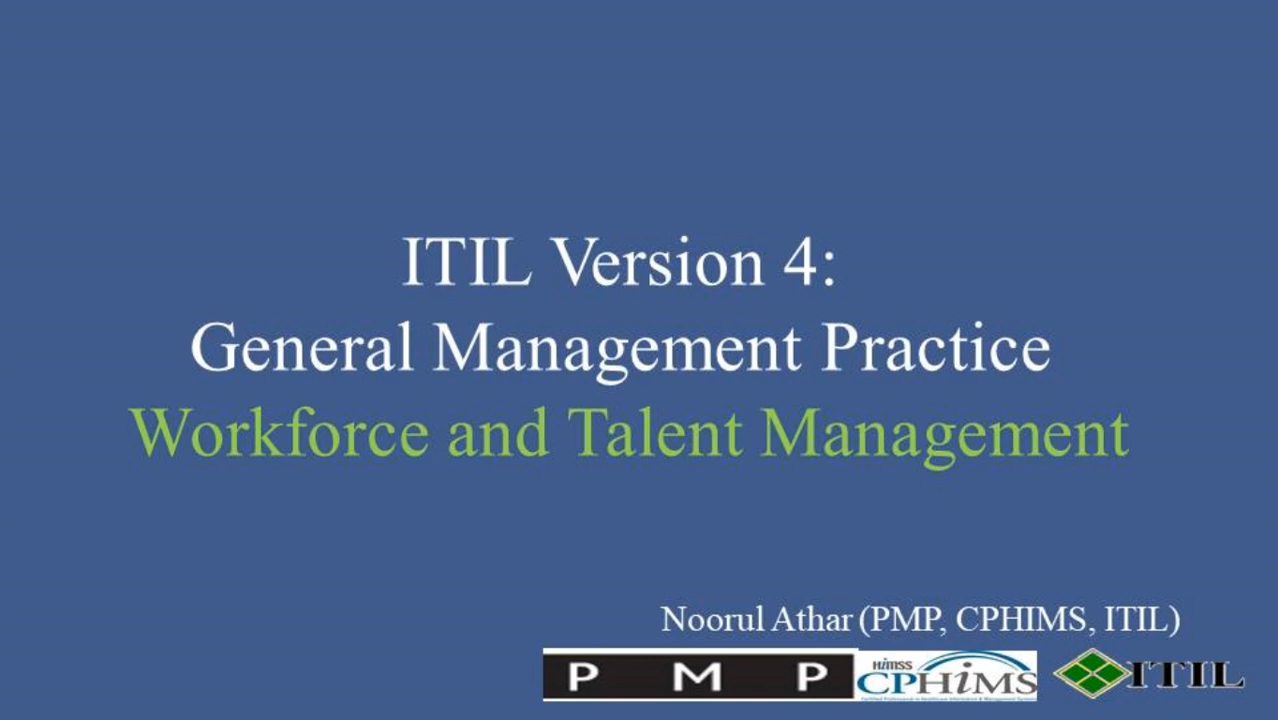 ITIL Version 4:
General Management Practice
Workforce and Talent Management
Noorul Athar (PMP, CPHIMS, ITIL)
P M P
HIMSS
CPHiMS
ITIL